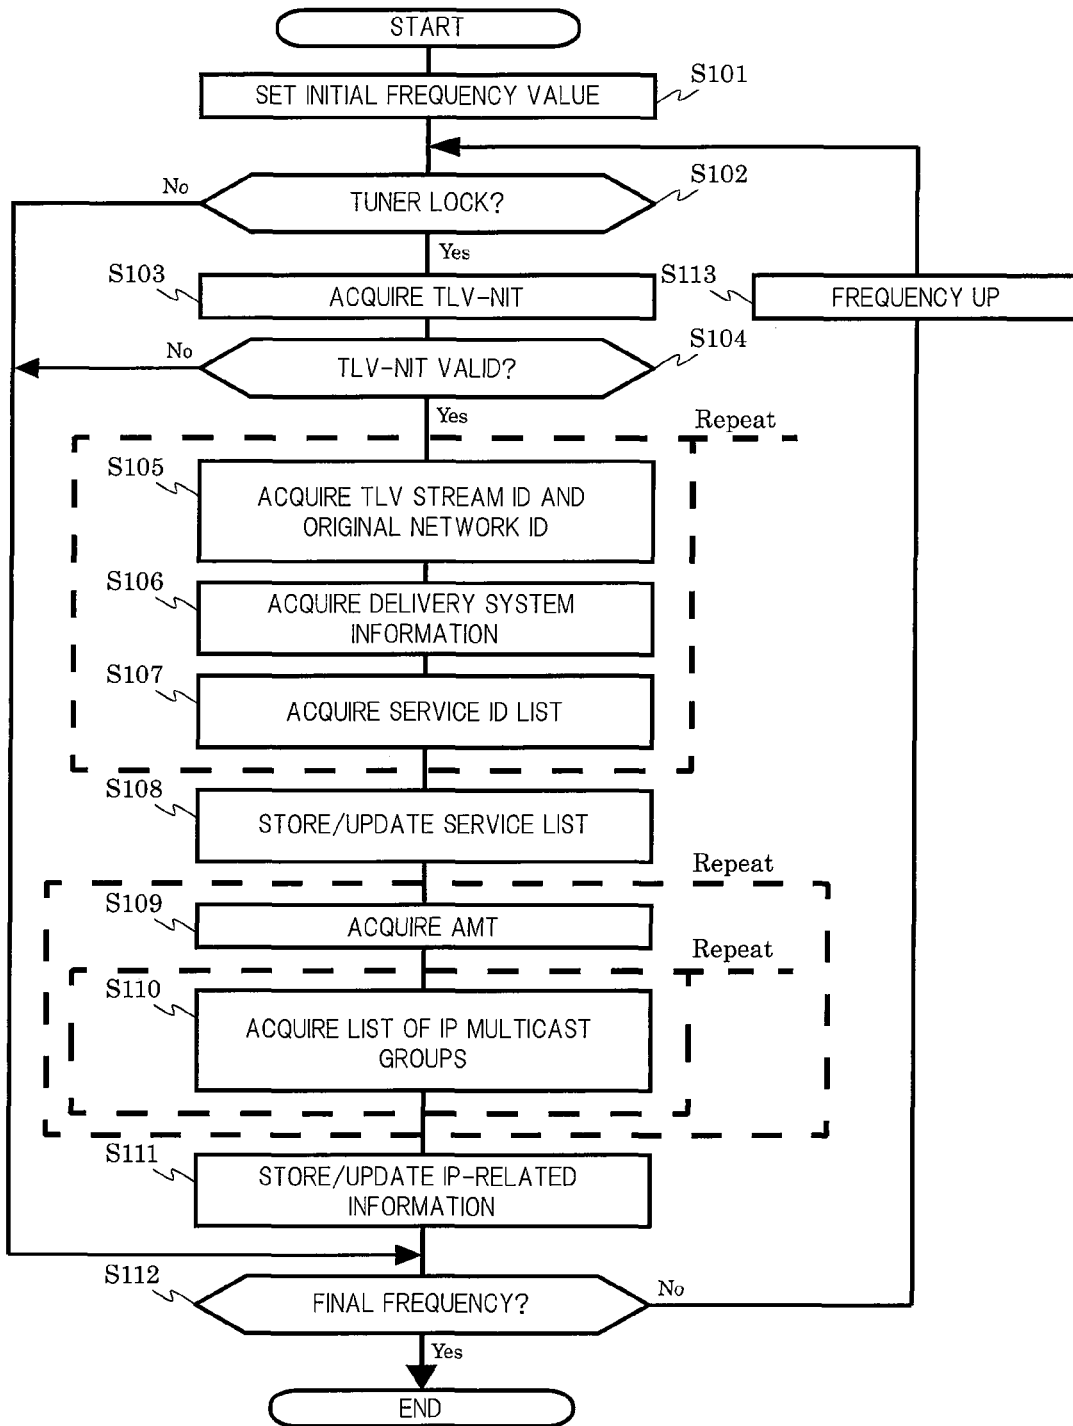 START
S101
SET INITIAL FREQUENCY VALUE
No
S102
TUNER LOCK?
Yes
S103
ACQUIRE TLV-NIT
S113
FREQUENCY UP
S104
No
TLV-NIT VALID?
Yes
Repeat
S105
ACQUIRE TLV STREAM ID AND
ORIGINAL NETWORK ID
S106
ACQUIRE DELIVERY SYSTEM
INFORMATION
S107
ACQUIRE SERVICE ID LIST
S108
STORE/UPDATE SERVICE LIST
Repeat
S109
ACQUIRE AMT
Repeat
S110
ACQUIRE LIST OF IP MULTICAST
GROUPS
S111
STORE/UPDATE IP-RELATED
INFORMATION
S112
FINAL FREQUENCY?
No
Yes
END